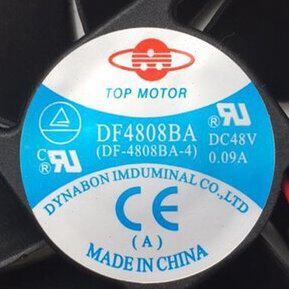 TOP MOTOR
DF4808BA
(DF-4808BA-4)
DC48V
0.09A
DYNABON IMDUMINAL CO.,LTD
CE
(A)
MADE IN CHINA